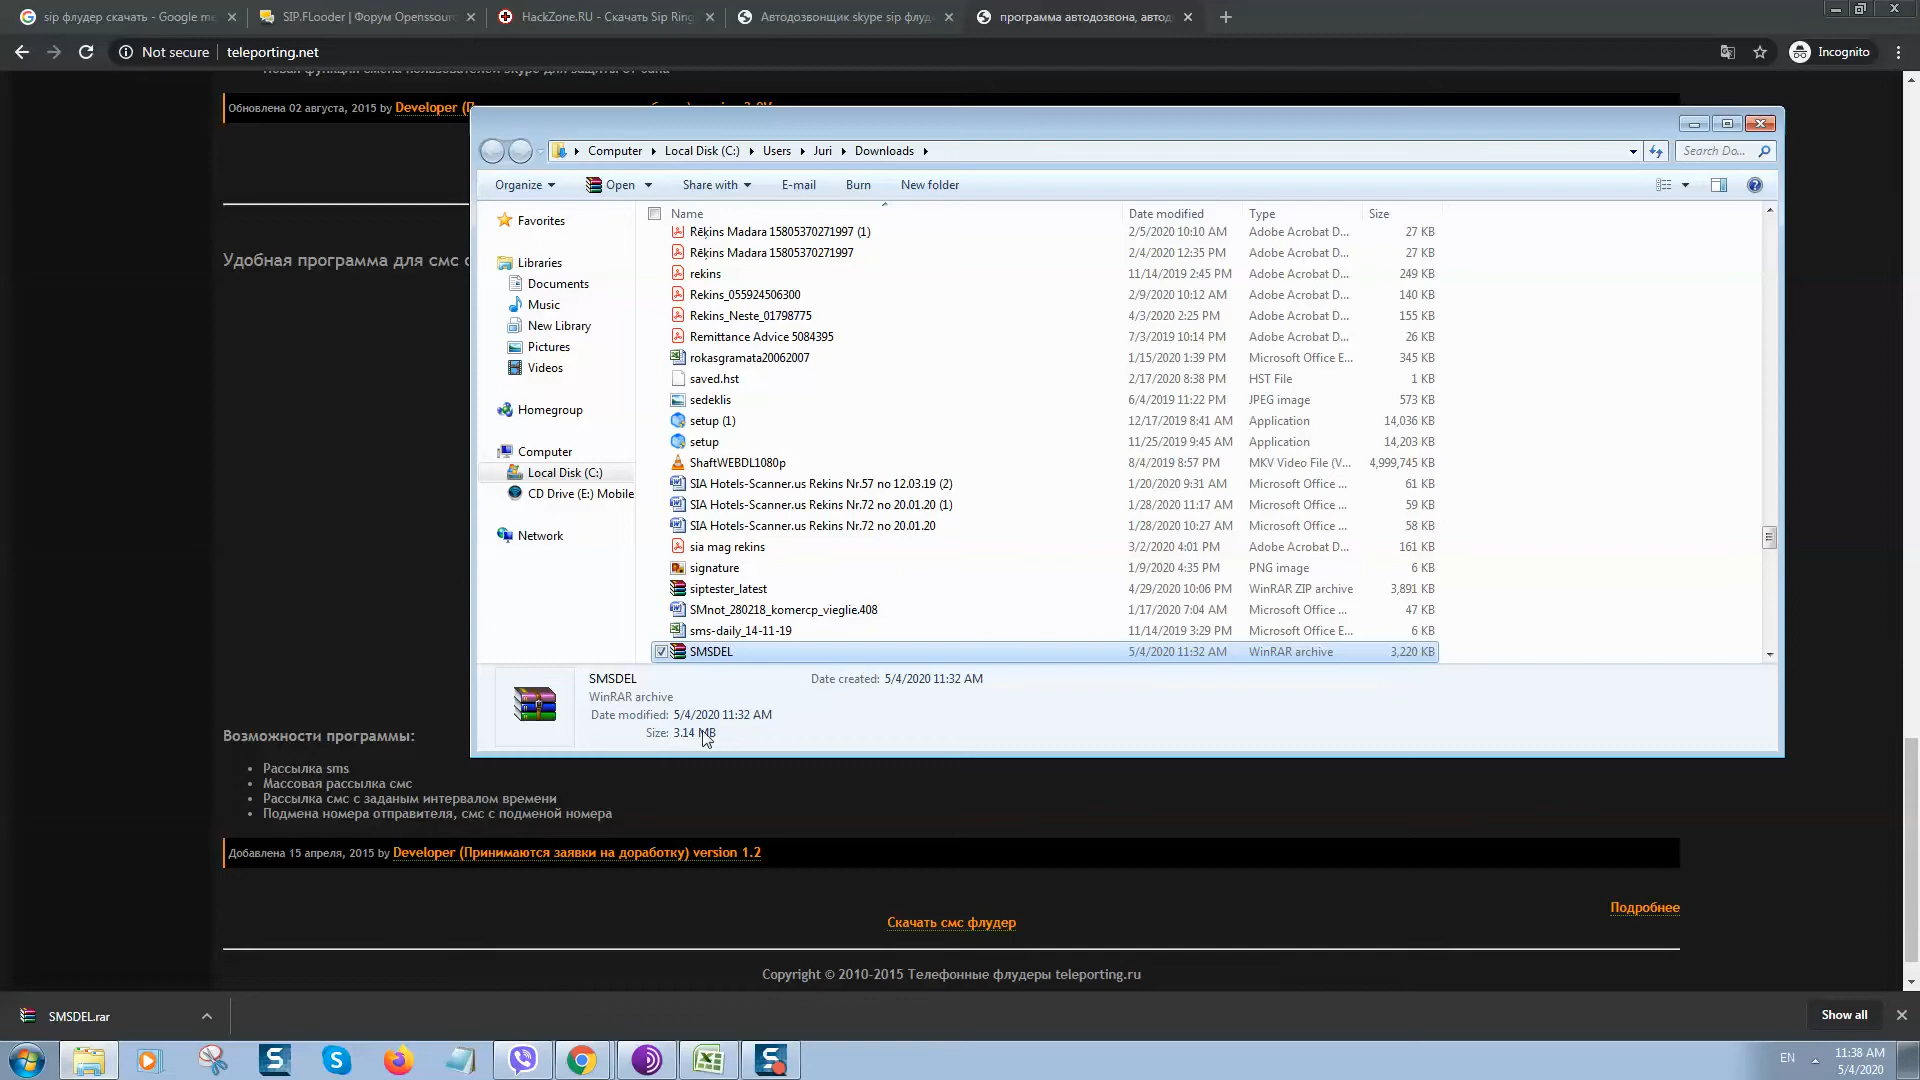 sip флудер скачать - Google me
SIP.FLooder | Форум Openssour
HackZone.RU - Скачать Sip Ring
Автодозвонщик skype sip флуд
программа автодозвона, автод
Not secure
teleporting.net
Incognito
Обновлена 02 августа, 2015 by Developer (П
Удобная программа для смс с
Возможности программы:
• Рассылка sms
• Массовая рассылка смс
• Рассылка смс с заданым интервалом времени
• Подмена номера отправителя, смс с подменой номера
Добавлена 15 апреля, 2015 by Developer (Принимаются заявки на доработку) version 1.2
Подробнее
Скачать смс флудер
Copyright © 2010-2015 Телефонные флудеры teleporting.ru
Computer
Local Disk (C:)
Users
Juri
Downloads
Search Do...
Organize
Open
Share with
E-mail
Burn
New folder
Favorites
Libraries
Documents
Music
New Library
Pictures
Videos
Homegroup
Computer
Local Disk (C:)
CD Drive (E:) Mobile
Network
Name Date modified Type Size
Rēķins Madara 15805370271997 (1) 2/5/2020 10:10 AM Adobe Acrobat D... 27 KB
Rēķins Madara 15805370271997 2/4/2020 12:35 PM Adobe Acrobat D... 27 KB
rekins 11/14/2019 2:45 PM Adobe Acrobat D... 249 KB
Rekins_055924506300 2/9/2020 10:12 AM Adobe Acrobat D... 140 KB
Rekins_Neste_01798775 4/3/2020 2:25 PM Adobe Acrobat D... 155 KB
Remittance Advice 5084395 7/3/2019 10:14 PM Adobe Acrobat D... 26 KB
rokasgramata20062007 1/15/2020 1:39 PM Microsoft Office E... 345 KB
saved.hst 2/17/2020 8:38 PM HST File 1 KB
sedeklis 6/4/2019 11:22 PM JPEG image 573 KB
setup (1) 12/17/2019 8:41 AM Application 14,036 KB
setup 11/25/2019 9:45 AM Application 14,203 KB
ShaftWEBDL1080p 8/4/2019 8:57 PM MKV Video File (V... 4,999,745 KB
SIA Hotels-Scanner.us Rekins Nr.57 no 12.03.19 (2) 1/20/2020 9:31 AM Microsoft Office ... 61 KB
SIA Hotels-Scanner.us Rekins Nr.72 no 20.01.20 (1) 1/28/2020 11:17 AM Microsoft Office ... 59 KB
SIA Hotels-Scanner.us Rekins Nr.72 no 20.01.20 1/28/2020 10:27 AM Microsoft Office ... 58 KB
sia mag rekins 3/2/2020 4:01 PM Adobe Acrobat D... 161 KB
signature 1/9/2020 4:35 PM PNG image 6 KB
siptester_latest 4/29/2020 10:06 PM WinRAR ZIP archive 3,891 KB
SMnot_280218_komercp_vieglie.408 1/17/2020 7:04 AM Microsoft Office ... 47 KB
sms-daily_14-11-19 11/14/2019 3:29 PM Microsoft Office E... 6 KB
SMSDEL 5/4/2020 11:32 AM WinRAR archive 3,220 KB
SMSDEL Date created: 5/4/2020 11:32 AM
WinRAR archive
Date modified: 5/4/2020 11:32 AM
Size: 3.14 MB
SMSDEL.rar
Show all
EN
11:38 AM
5/4/2020